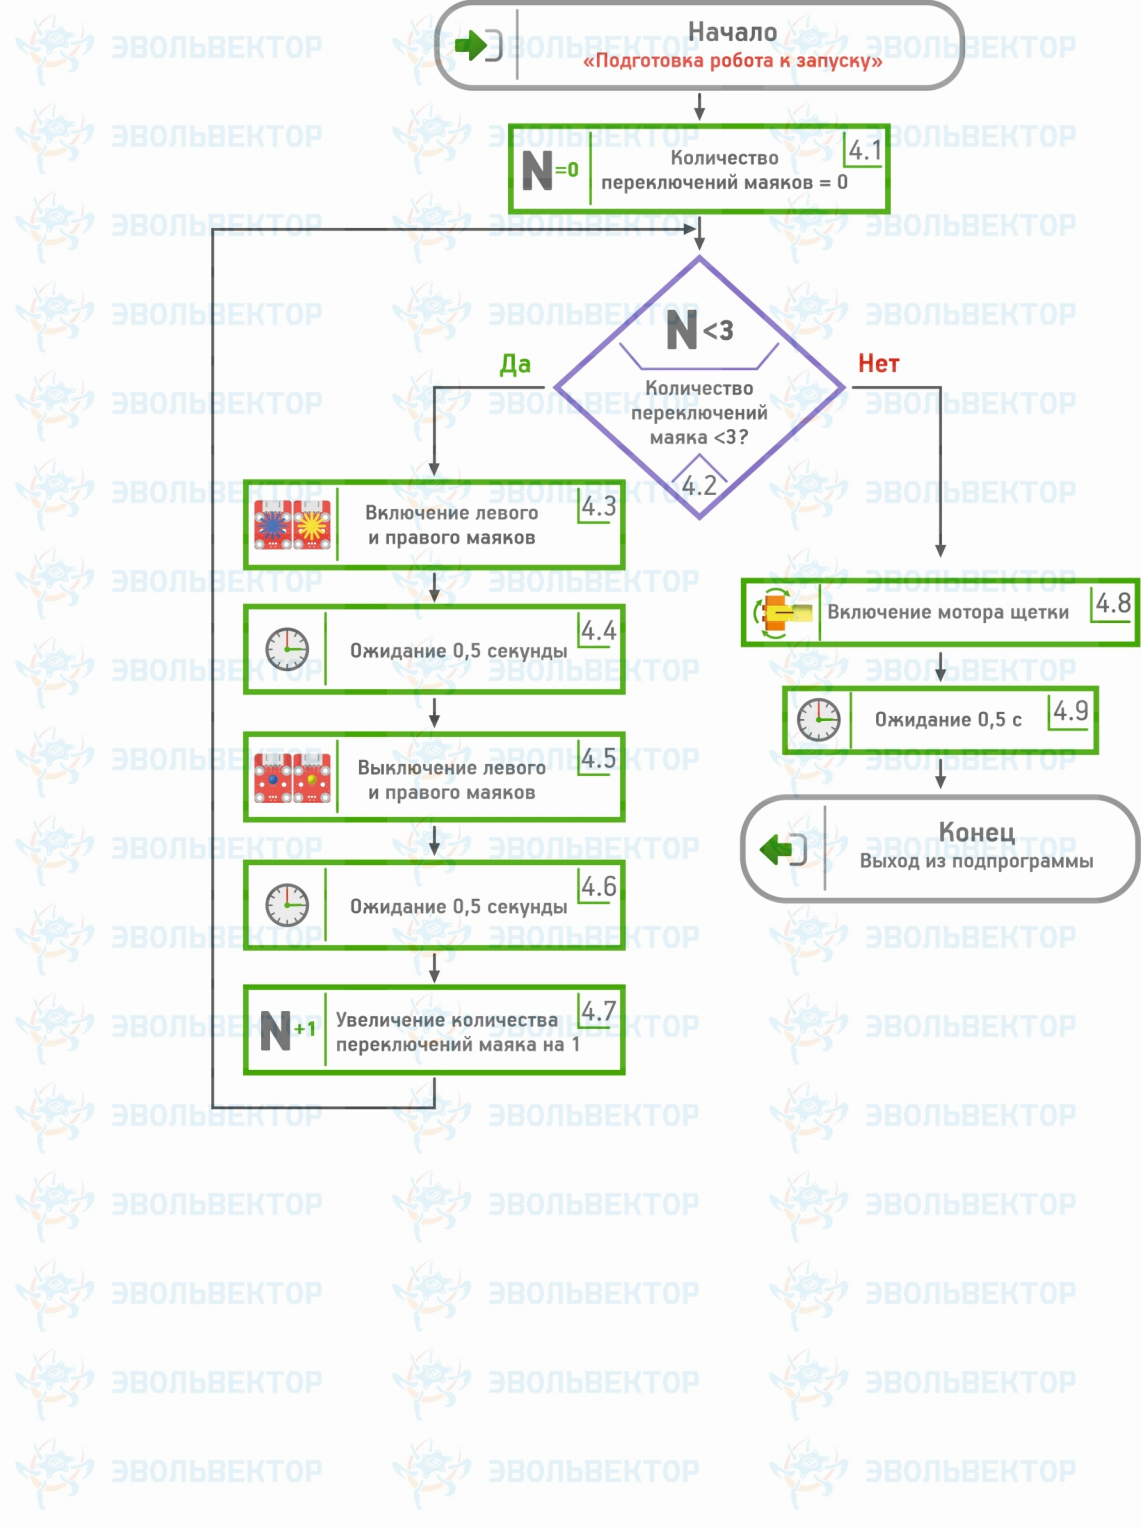 Начало
«Подготовка робота к запуску»
N=0
Количество
переключений маяков = 0
4.1
N<3
Да
Нет
Количество
переключений
маяка <3?
4.2
Включение левого
и правого маяков
4.3
Ожидание 0,5 секунды
4.4
Выключение левого
и правого маяков
4.5
Ожидание 0,5 секунды
4.6
N+1
Увеличение количества
переключений маяка на 1
4.7
Включение мотора щетки
4.8
Ожидание 0,5 с
4.9
Конец
Выход из подпрограммы
ЭВОЛЬВЕКТОР